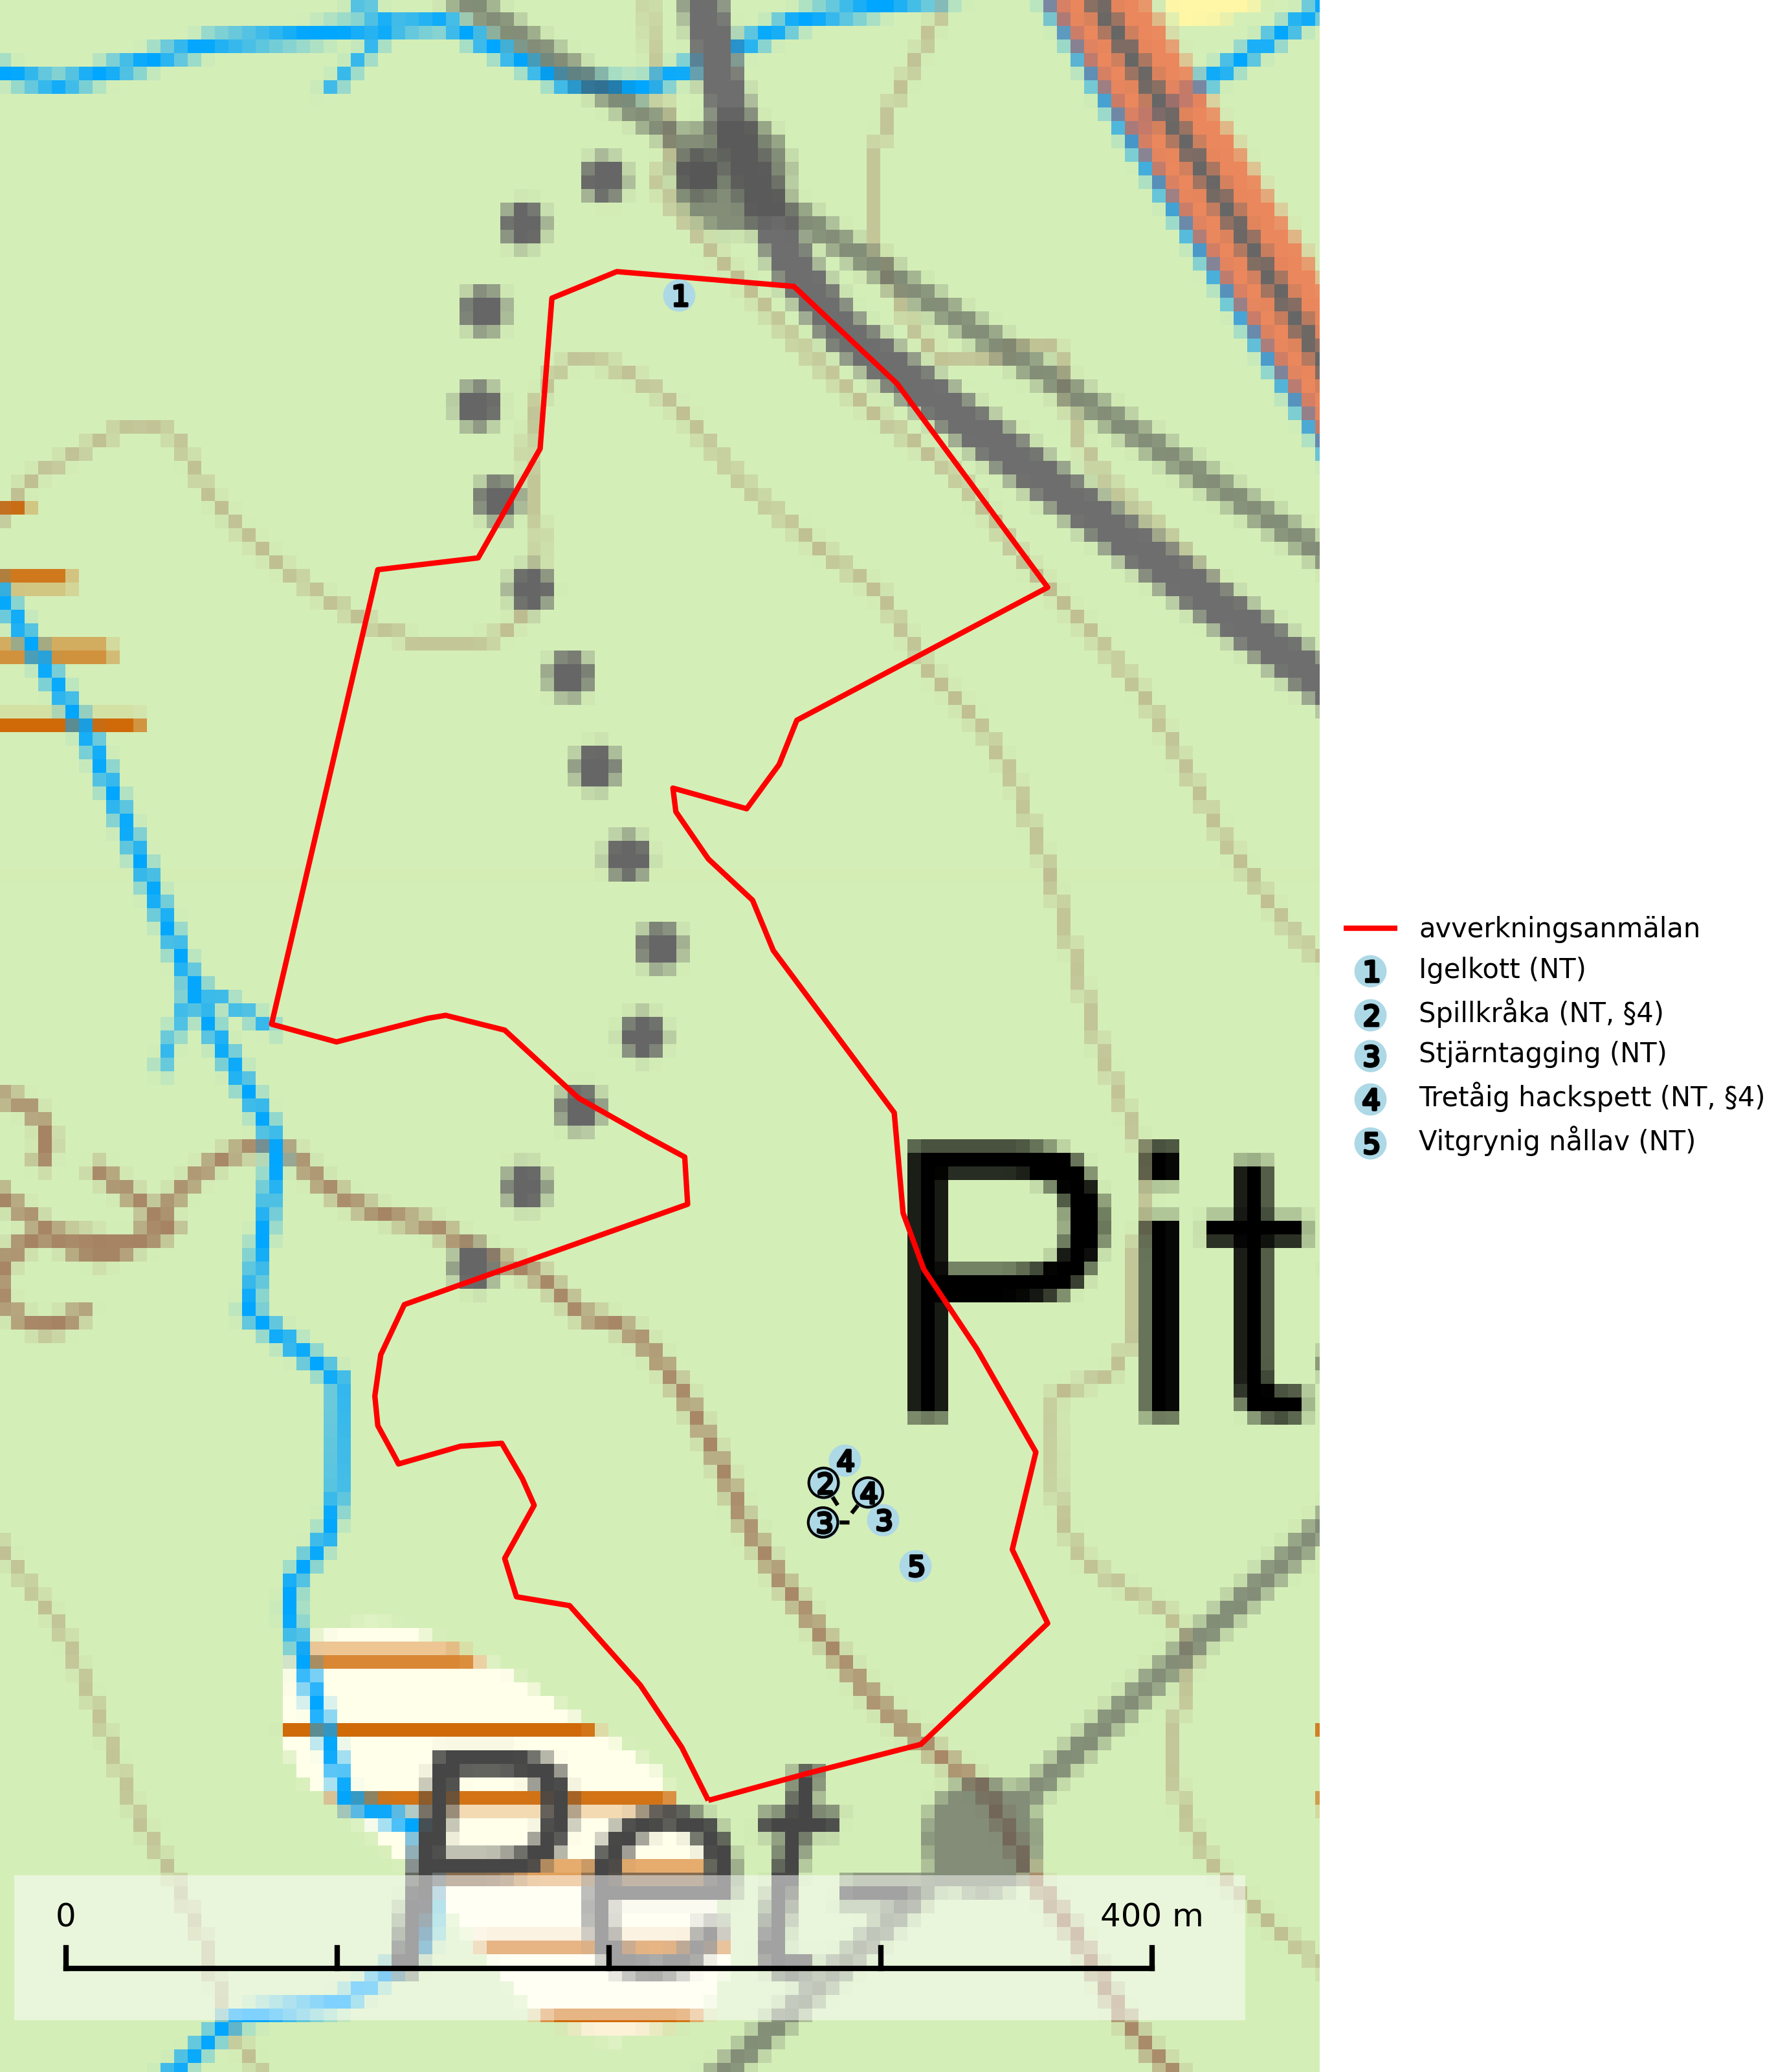 1
Pit
4
2
4
3
3
5
Pet
0
400 m
avverkningsanmälan
1 Igelkott (NT)
2 Spillkråka (NT, §4)
3 Stjärntagging (NT)
4 Tretåig hackspett (NT, §4)
5 Vitgrynig nållav (NT)